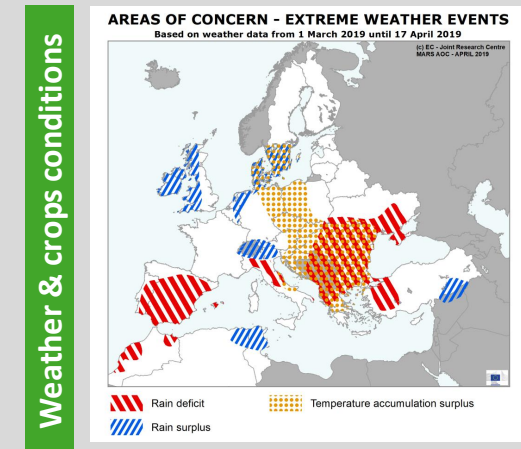 Weather & crops conditions
AREAS OF CONCERN - EXTREME WEATHER EVENTS
Based on weather data from 1 March 2019 until 17 April 2019
(c) EC - Joint Research Centre
MARS AOC - APRIL 2019
Rain deficit
Temperature accumulation surplus
Rain surplus